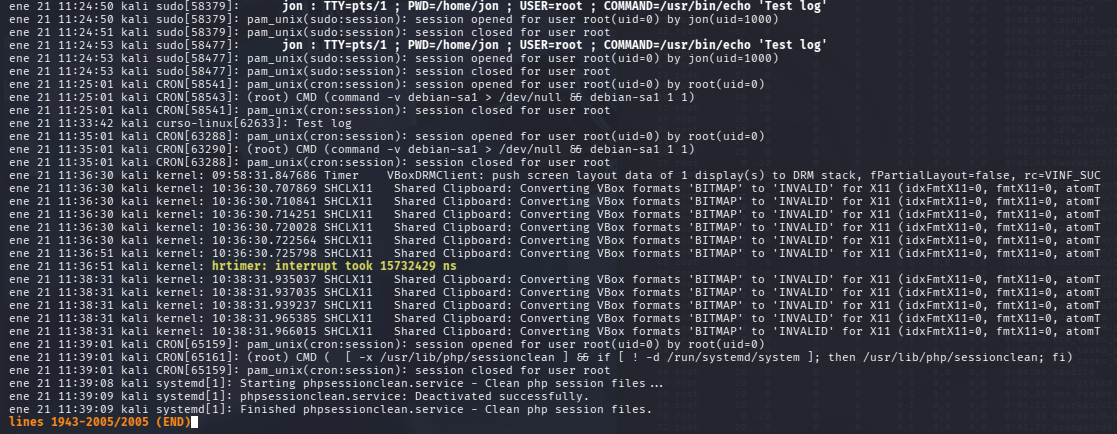 ene 21 11:24:50 kali sudo[58379]:      jon : TTY=pts/1 ; PWD=/home/jon ; USER=root ; COMMAND=/usr/bin/echo 'Test log'
ene 21 11:24:50 kali sudo[58379]: pam_unix(sudo:session): session opened for user root(uid=0) by jon(uid=1000)
ene 21 11:24:51 kali sudo[58379]: pam_unix(sudo:session): session closed for user root
ene 21 11:24:53 kali sudo[58477]:      jon : TTY=pts/1 ; PWD=/home/jon ; USER=root ; COMMAND=/usr/bin/echo 'Test log'
ene 21 11:24:53 kali sudo[58477]: pam_unix(sudo:session): session opened for user root(uid=0) by jon(uid=1000)
ene 21 11:24:53 kali sudo[58477]: pam_unix(sudo:session): session closed for user root
ene 21 11:25:01 kali CRON[58541]: pam_unix(cron:session): session opened for user root(uid=0) by root(uid=0)
ene 21 11:25:01 kali CRON[58543]: (root) CMD (command -v debian-sa1 > /dev/null && debian-sa1 1 1)
ene 21 11:25:01 kali CRON[58541]: pam_unix(cron:session): session closed for user root
ene 21 11:33:42 kali curso-linux[62633]: Test log
ene 21 11:35:01 kali CRON[63288]: pam_unix(cron:session): session opened for user root(uid=0) by root(uid=0)
ene 21 11:35:01 kali CRON[63290]: (root) CMD (command -v debian-sa1 > /dev/null && debian-sa1 1 1)
ene 21 11:35:01 kali CRON[63288]: pam_unix(cron:session): session closed for user root
ene 21 11:36:30 kali kernel: 09:58:31.847686 Timer    VBoxDRMClient: push screen layout data of 1 display(s) to DRM stack, fPartialLayout=false, rc=VINF_SUC
ene 21 11:36:30 kali kernel: 10:36:30.707869 SHCLX11   Shared Clipboard: Converting VBox formats 'BITMAP' to 'INVALID' for X11 (idxFmtX11=0, fmtX11=0, atomT
ene 21 11:36:30 kali kernel: 10:36:30.710841 SHCLX11   Shared Clipboard: Converting VBox formats 'BITMAP' to 'INVALID' for X11 (idxFmtX11=0, fmtX11=0, atomT
ene 21 11:36:30 kali kernel: 10:36:30.714251 SHCLX11   Shared Clipboard: Converting VBox formats 'BITMAP' to 'INVALID' for X11 (idxFmtX11=0, fmtX11=0, atomT
ene 21 11:36:30 kali kernel: 10:36:30.720028 SHCLX11   Shared Clipboard: Converting VBox formats 'BITMAP' to 'INVALID' for X11 (idxFmtX11=0, fmtX11=0, atomT
ene 21 11:36:30 kali kernel: 10:36:30.722564 SHCLX11   Shared Clipboard: Converting VBox formats 'BITMAP' to 'INVALID' for X11 (idxFmtX11=0, fmtX11=0, atomT
ene 21 11:36:51 kali kernel: 10:36:30.725798 SHCLX11   Shared Clipboard: Converting VBox formats 'BITMAP' to 'INVALID' for X11 (idxFmtX11=0, fmtX11=0, atomT
ene 21 11:36:51 kali kernel: hrtimer: interrupt took 15732429 ns
ene 21 11:38:31 kali kernel: 10:38:31.935037 SHCLX11   Shared Clipboard: Converting VBox formats 'BITMAP' to 'INVALID' for X11 (idxFmtX11=0, fmtX11=0, atomT
ene 21 11:38:31 kali kernel: 10:38:31.937035 SHCLX11   Shared Clipboard: Converting VBox formats 'BITMAP' to 'INVALID' for X11 (idxFmtX11=0, fmtX11=0, atomT
ene 21 11:38:31 kali kernel: 10:38:31.939237 SHCLX11   Shared Clipboard: Converting VBox formats 'BITMAP' to 'INVALID' for X11 (idxFmtX11=0, fmtX11=0, atomT
ene 21 11:38:31 kali kernel: 10:38:31.965385 SHCLX11   Shared Clipboard: Converting VBox formats 'BITMAP' to 'INVALID' for X11 (idxFmtX11=0, fmtX11=0, atomT
ene 21 11:38:31 kali kernel: 10:38:31.966015 SHCLX11   Shared Clipboard: Converting VBox formats 'BITMAP' to 'INVALID' for X11 (idxFmtX11=0, fmtX11=0, atomT
ene 21 11:39:01 kali CRON[65159]: pam_unix(cron:session): session opened for user root(uid=0) by root(uid=0)
ene 21 11:39:01 kali CRON[65161]: (root) CMD (  [ -x /usr/lib/php/sessionclean ] && if [ ! -d /run/systemd/system ]; then /usr/lib/php/sessionclean; fi)
ene 21 11:39:01 kali CRON[65159]: pam_unix(cron:session): session closed for user root
ene 21 11:39:08 kali systemd[1]: Starting phpsessionclean.service - Clean php session files...
ene 21 11:39:09 kali systemd[1]: phpsessionclean.service: Deactivated successfully.
ene 21 11:39:09 kali systemd[1]: Finished phpsessionclean.service - Clean php session files.
lines 1943-2005/2005 (END)